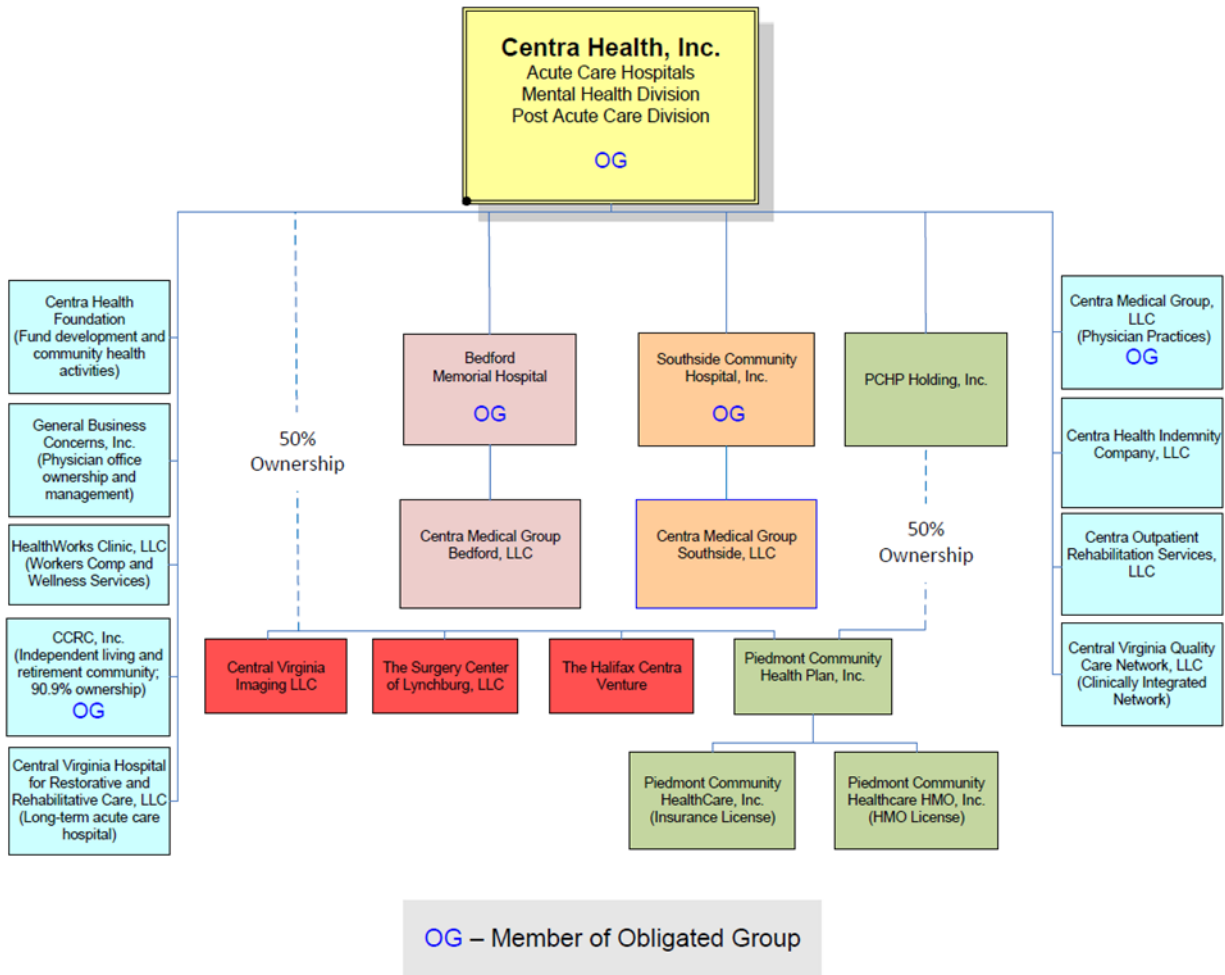 Centra Health, Inc.
Acute Care Hospitals
Mental Health Division
Post Acute Care Division
OG
Centra Health
Foundation
(Fund development and
community health
activities)
General Business
Concerns, Inc.
(Physician office
ownership and
management)
HealthWorks Clinic, LLC
(Workers Comp and
Wellness Services)
CCRC, Inc.
(Independent living and
retirement community;
90.9% ownership)
OG
Central Virginia Hospital
for Restorative and
Rehabilitative Care, LLC
(Long-term acute care
hospital)
50%
Ownership
Bedford
Memorial Hospital
OG
Centra Medical Group
Bedford, LLC
Southside Community
Hospital, Inc.
OG
Centra Medical Group
Southside, LLC
PCHP Holding, Inc.
50%
Ownership
Centra Medical Group,
LLC
(Physician Practices)
OG
Centra Health Indemnity
Company, LLC
Centra Outpatient
Rehabilitation Services,
LLC
Central Virginia Quality
Care Network, LLC
(Clinically Integrated
Network)
Central Virginia
Imaging LLC
The Surgery Center
of Lynchburg, LLC
The Halifax Centra
Venture
Piedmont Community
Health Plan, Inc.
Piedmont Community
HealthCare, Inc.
(Insurance License)
Piedmont Community
Healthcare HMO, Inc.
(HMO License)
OG – Member of Obligated Group